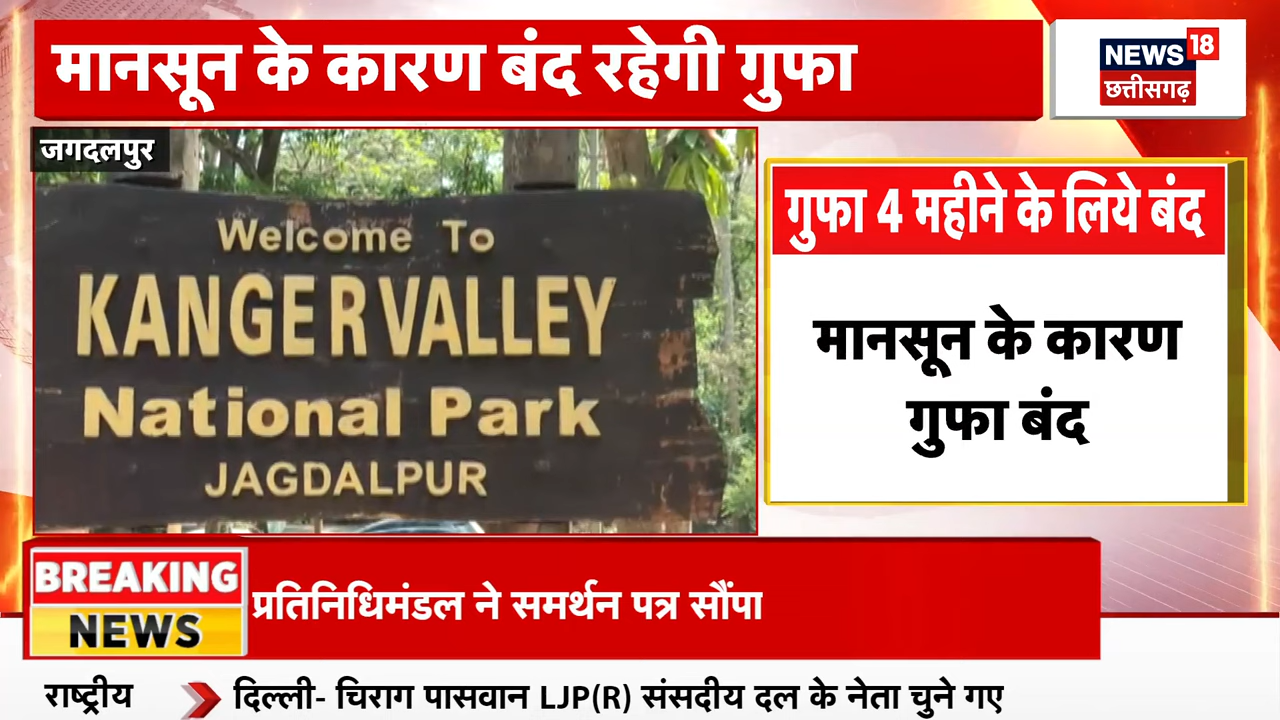 मानसून के कारण बंद रहेगी गुफा
NEWS 18
छत्तीसगढ़
जगदलपुर
Welcome To
KANGER VALLEY
National Park
JAGDALPUR
गुफा 4 महीने के लिये बंद
मानसून के कारण
गुफा बंद
BREAKING
NEWS
प्रतिनिधिमंडल ने समर्थन पत्र सौंपा
राष्ट्रीय
दिल्ली- चिराग पासवान LJP(R) संसदीय दल के नेता चुने गए